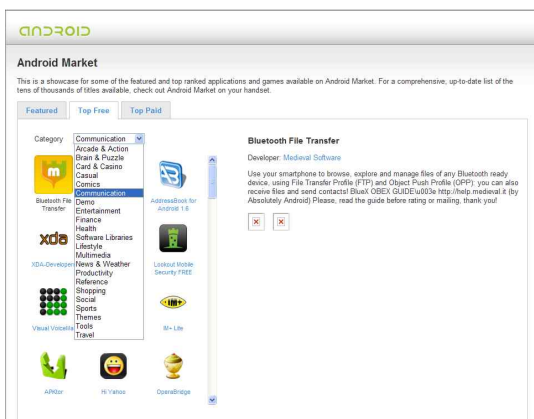 android
Android Market
This is a showcase for some of the featured and top ranked applications and games available on Android Market. For a comprehensive, up-to-date list of the
tens of thousands of titles available, check out Android Market on your handset.
Featured Top Free Top Paid
Category Communication
Arcade & Action
Brain & Puzzle
Card & Casino
Casual
Comics
Communication
Demo
Entertainment
Finance
Health
Software Libraries
Lifestyle
Multimedia
News & Weather
Productivity
Reference
Shopping
Social
Sports
Themes
Tools
Travel
m
Bluetooth File
Transfer
B
AddressBook for
Android 1.6
xda
XDA-Developer
Lookout Mobile
Security FREE
Visual Voicema
IM+
IM+ Lite
APKtor
Hi Yahoo
OperaBridge
Bluetooth File Transfer
Developer: Medieval Software
Use your smartphone to browse, explore and manage files of any Bluetooth ready
device, using File Transfer Profile (FTP) and Object Push Profile (OPP): you can also
receive files and send contacts! BlueX OBEX GUIDE\u003e http://help.medieval.it (by
Absolutely Android) Please, read the guide before rating or mailing, thank you!